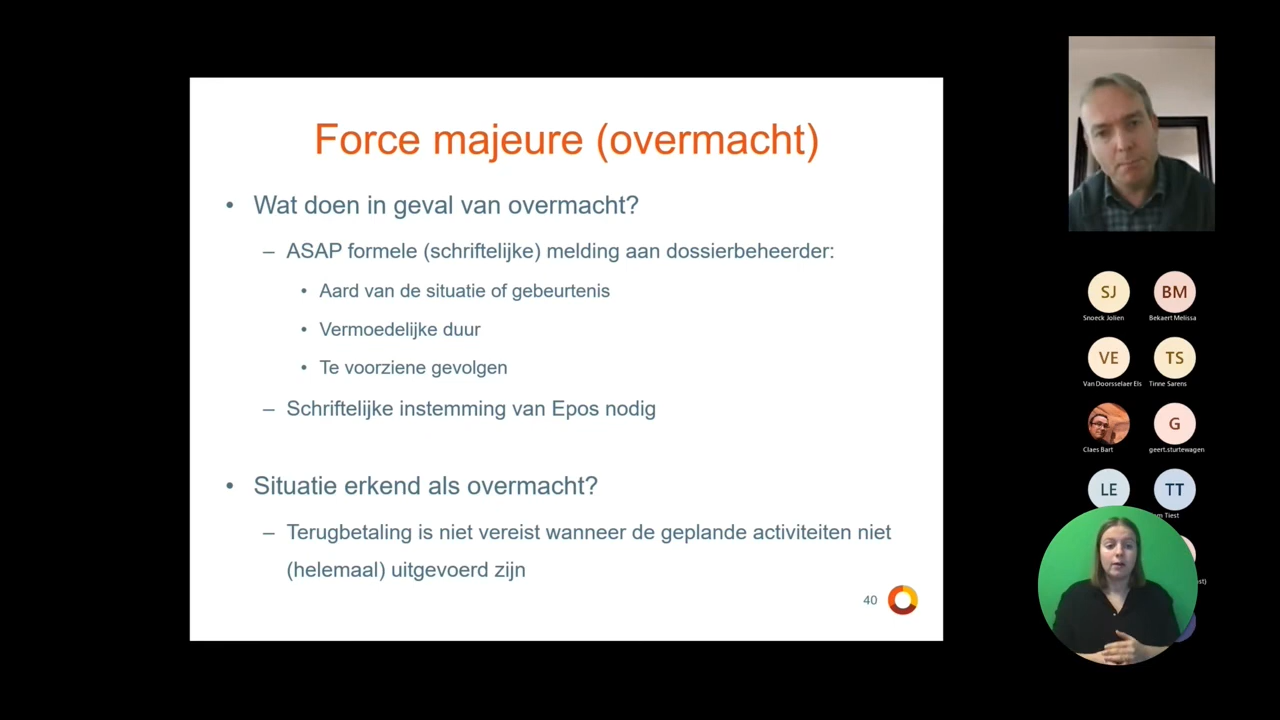 Force majeure (overmacht)
• Wat doen in geval van overmacht?
– ASAP formele (schriftelijke) melding aan dossierbeheerder:
• Aard van de situatie of gebeurtenis
• Vermoedelijke duur
• Te voorziene gevolgen
– Schriftelijke instemming van Epos nodig
• Situatie erkend als overmacht?
– Terugbetaling is niet vereist wanneer de geplande activiteiten niet
(helemaal) uitgevoerd zijn
40
SJ
Snoeck Jolien
BM
Bekaert Melissa
VE
Van Doorsselaer Els
TS
Tinne Sarens
Claes Bart
G
geert.sturtewagen
LE
TT
Tiest